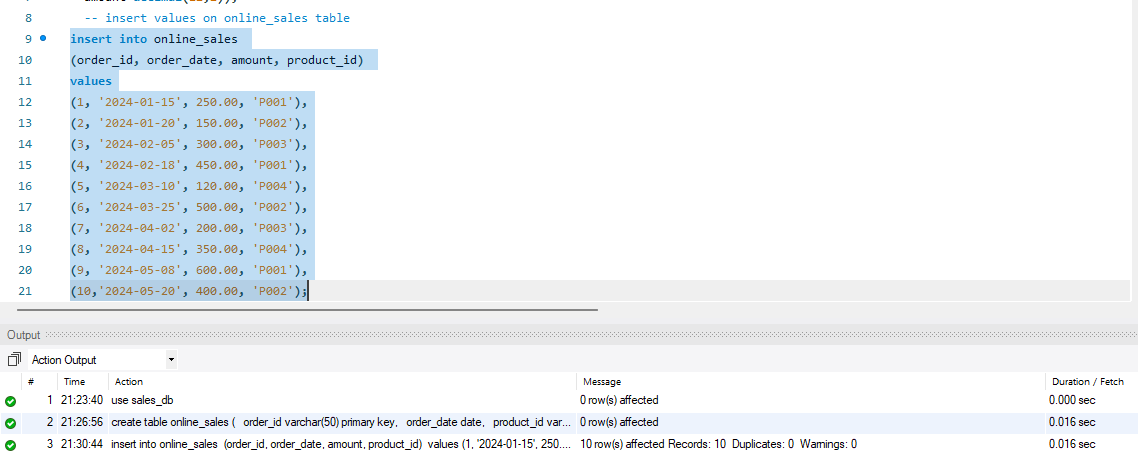 8 -- insert values on online_sales table
9 insert into online_sales
10 (order_id, order_date, amount, product_id)
11 values
12 (1, '2024-01-15', 250.00, 'P001'),
13 (2, '2024-01-20', 150.00, 'P002'),
14 (3, '2024-02-05', 300.00, 'P003'),
15 (4, '2024-02-18', 450.00, 'P001'),
16 (5, '2024-03-10', 120.00, 'P004'),
17 (6, '2024-03-25', 500.00, 'P002'),
18 (7, '2024-04-02', 200.00, 'P003'),
19 (8, '2024-04-15', 350.00, 'P004'),
20 (9, '2024-05-08', 600.00, 'P001'),
21 (10,'2024-05-20', 400.00, 'P002');
Output
Action Output
# Time Action Message Duration / Fetch
1 21:23:40 use sales_db 0 row(s) affected 0.000 sec
2 21:26:56 create table online_sales ( order_id varchar(50) primary key, order_date date, product_id var... 0 row(s) affected 0.016 sec
3 21:30:44 insert into online_sales (order_id, order_date, amount, product_id) values (1, '2024-01-15', 250.... 10 row(s) affected Records: 10 Duplicates: 0 Warnings: 0 0.016 sec